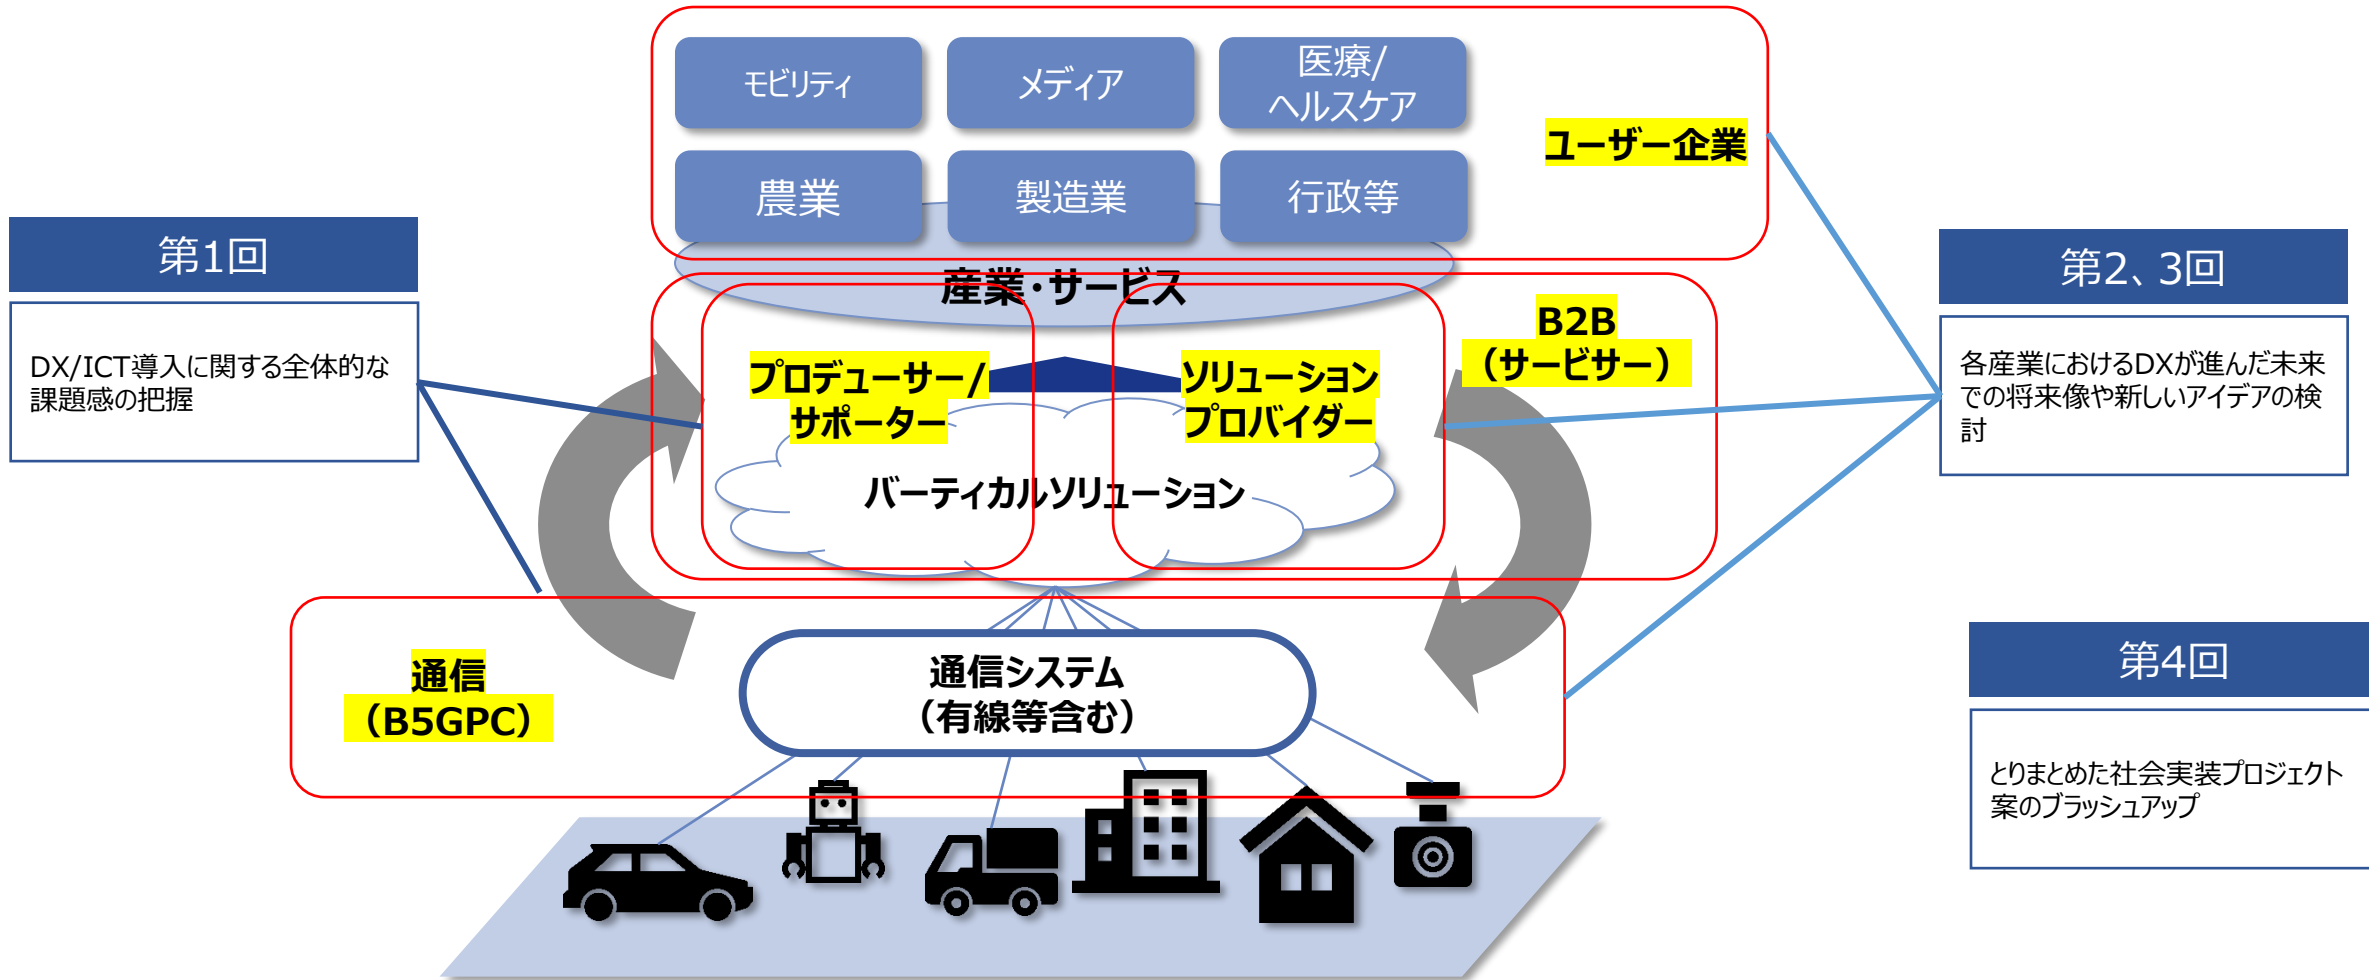 モビリティ
メディア
医療/
ヘルスケア
農業
製造業
行政等
ユーザー企業
産業・サービス
第1回
DX/ICT導入に関する全体的な
課題感の把握
プロデューサー/
サポーター
ソリューション
プロバイダー
B2B
（サービサー）
バーティカルソリューション
第2、3回
各産業におけるDXが進んだ未来
での将来像や新しいアイデアの検
討
通信
（B5GPC）
通信システム
（有線等含む）
第4回
とりまとめた社会実装プロジェクト
案のブラッシュアップ